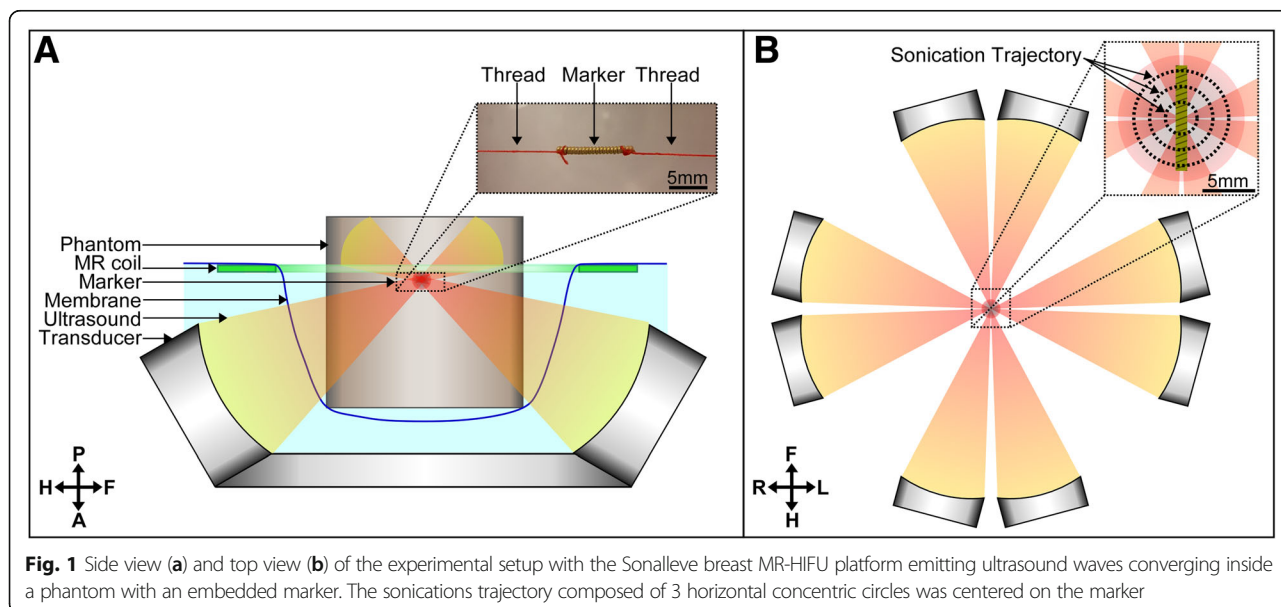 A
Thread Marker Thread
5mm
Phantom
MR coil
Marker
Membrane
Ultrasound
Transducer
P
H F
A
B
Sonication Trajectory
5mm
F
R L
H
Fig. 1 Side view (a) and top view (b) of the experimental setup with the Sonalleve breast MR-HIFU platform emitting ultrasound waves converging inside
a phantom with an embedded marker. The sonications trajectory composed of 3 horizontal concentric circles was centered on the marker